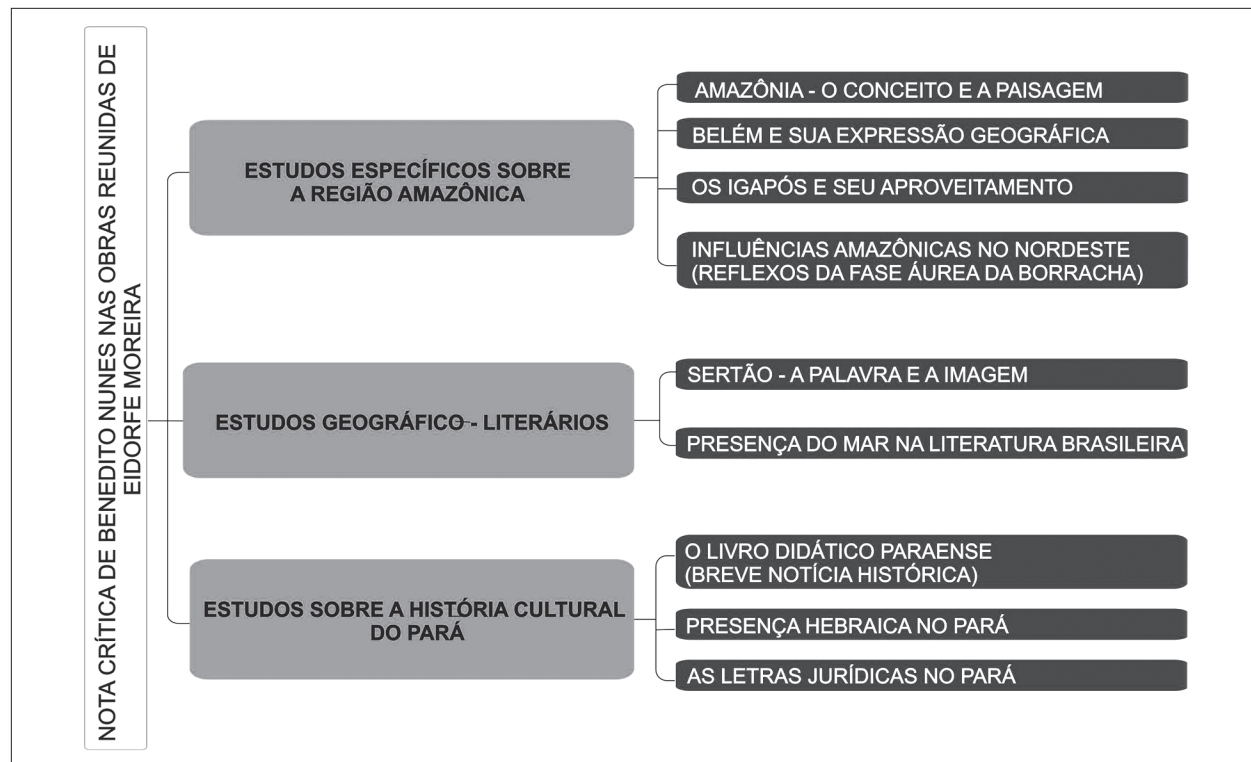 NOTA CRÍTICA DE BENEDITO NUNES NAS OBRAS REUNIDAS DE
EIDORFE MOREIRA
ESTUDOS ESPECÍFICOS SOBRE
A REGIÃO AMAZÔNICA
AMAZÔNIA - O CONCEITO E A PAISAGEM
BELÉM E SUA EXPRESSÃO GEOGRÁFICA
OS IGAPÓS E SEU APROVEITAMENTO
INFLUÊNCIAS AMAZÔNICAS NO NORDESTE
(REFLEXOS DA FASE ÁUREA DA BORRACHA)
ESTUDOS GEOGRÁFICO - LITERÁRIOS
SERTÃO - A PALAVRA E A IMAGEM
PRESENÇA DO MAR NA LITERATURA BRASILEIRA
ESTUDOS SOBRE A HISTÓRIA CULTURAL
DO PARÁ
O LIVRO DIDÁTICO PARAENSE
(BREVE NOTÍCIA HISTÓRICA)
PRESENÇA HEBRAICA NO PARÁ
AS LETRAS JURÍDICAS NO PARÁ